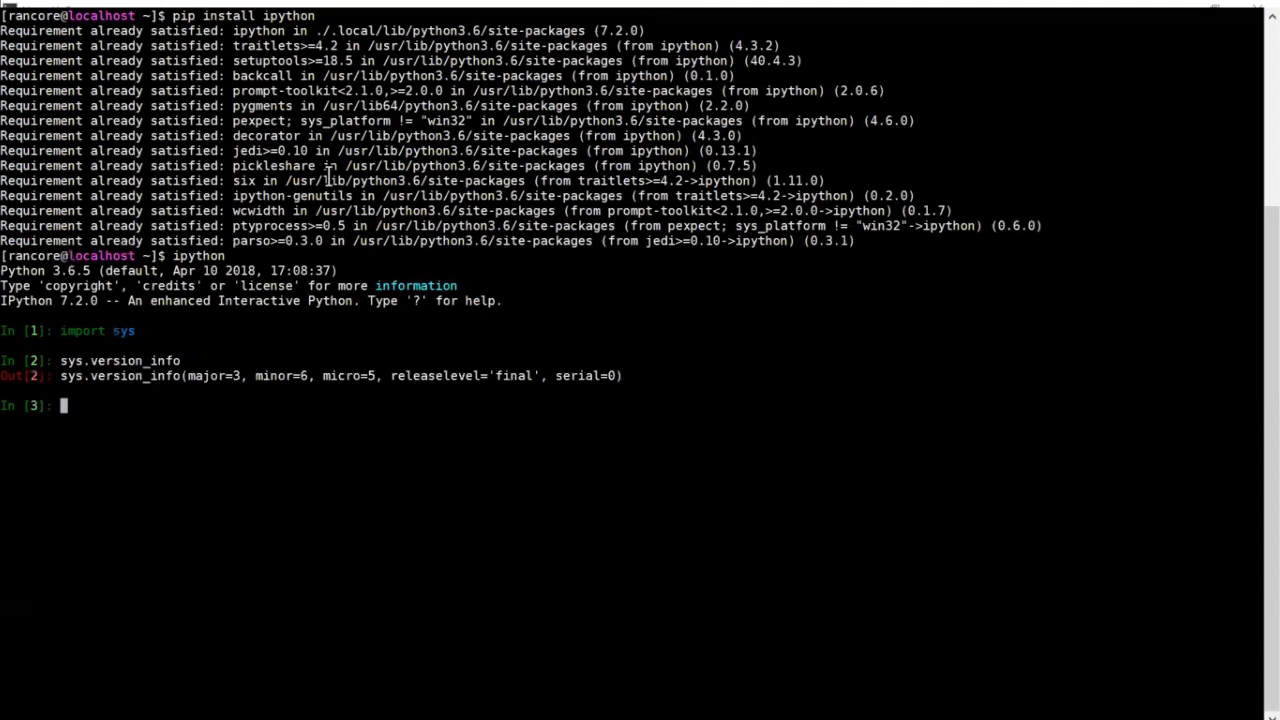 [rancore@localhost ~]$ pip install ipython
Requirement already satisfied: ipython in ./.local/lib/python3.6/site-packages (7.2.0)
Requirement already satisfied: traitlets>=4.2 in /usr/lib/python3.6/site-packages (from ipython) (4.3.2)
Requirement already satisfied: setuptools>=18.5 in /usr/lib/python3.6/site-packages (from ipython) (40.4.3)
Requirement already satisfied: backcall in /usr/lib/python3.6/site-packages (from ipython) (0.1.0)
Requirement already satisfied: prompt-toolkit<2.1.0,>=2.0.0 in /usr/lib/python3.6/site-packages (from ipython) (2.0.6)
Requirement already satisfied: pygments in /usr/lib64/python3.6/site-packages (from ipython) (2.2.0)
Requirement already satisfied: pexpect; sys_platform != "win32" in /usr/lib/python3.6/site-packages (from ipython) (4.6.0)
Requirement already satisfied: decorator in /usr/lib/python3.6/site-packages (from ipython) (4.3.0)
Requirement already satisfied: jedi>=0.10 in /usr/lib/python3.6/site-packages (from ipython) (0.13.1)
Requirement already satisfied: pickleshare in /usr/lib/python3.6/site-packages (from ipython) (0.7.5)
Requirement already satisfied: six in /usr/lib/python3.6/site-packages (from traitlets>=4.2->ipython) (1.11.0)
Requirement already satisfied: ipython-genutils in /usr/lib/python3.6/site-packages (from traitlets>=4.2->ipython) (0.2.0)
Requirement already satisfied: wcwidth in /usr/lib/python3.6/site-packages (from prompt-toolkit<2.1.0,>=2.0.0->ipython) (0.1.7)
Requirement already satisfied: ptyprocess>=0.5 in /usr/lib/python3.6/site-packages (from pexpect; sys_platform != "win32"->ipython) (0.6.0)
Requirement already satisfied: parso>=0.3.0 in /usr/lib/python3.6/site-packages (from jedi>=0.10->ipython) (0.3.1)
[rancore@localhost ~]$ ipython
Python 3.6.5 (default, Apr 10 2018, 17:08:37)
Type 'copyright', 'credits' or 'license' for more information
IPython 7.2.0 -- An enhanced Interactive Python. Type '?' for help.
In [1]: import sys
In [2]: sys.version_info
Out[2]: sys.version_info(major=3, minor=6, micro=5, releaselevel='final', serial=0)
In [3]: